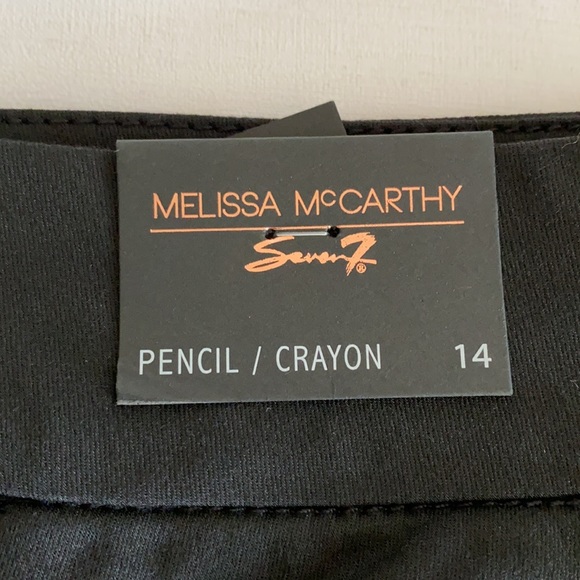 MELISSA McCARTHY
Seven7®
PENCIL / CRAYON 14